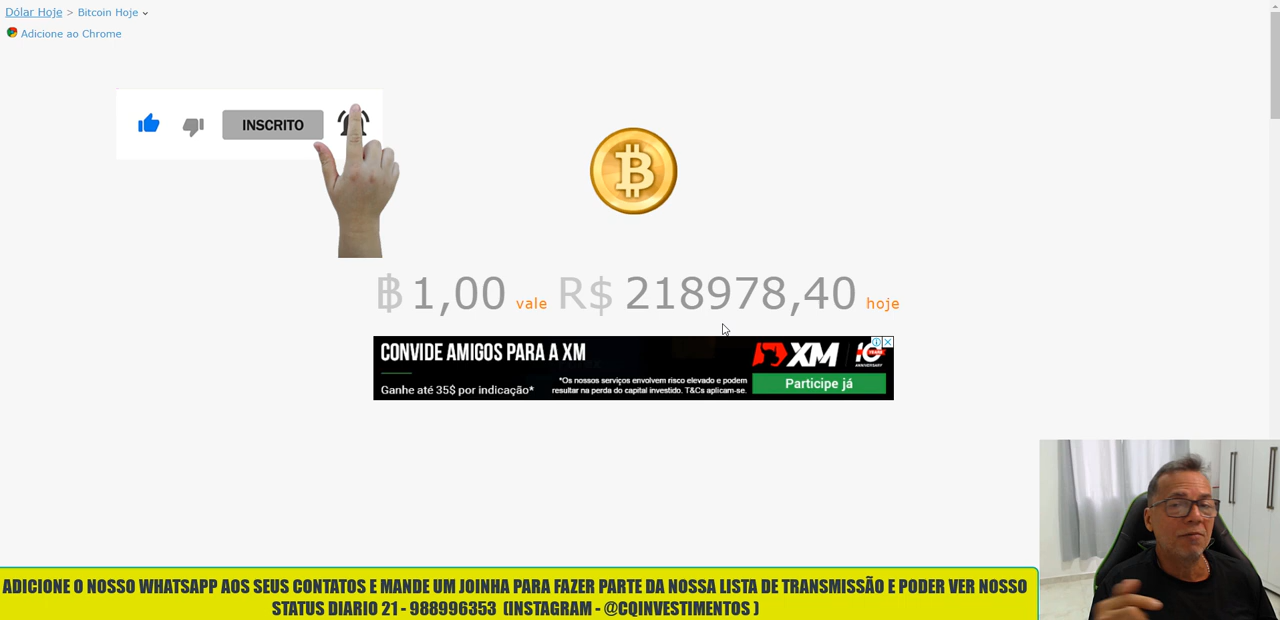 Dólar Hoje > Bitcoin Hoje
Adicione ao Chrome
INSCRITO
฿ 1,00 vale R$ 218978,40 hoje
CONVIDE AMIGOS PARA A XM
Ganhe até 35$ por indicação*
*Os nossos serviços envolvem risco elevado e podem
resultar na perda do capital investido. T&Cs aplicam-se.
XM
Participe já
ADICIONE O NOSSO WHATSAPP AOS SEUS CONTATOS E MANDE UM JOINHA PARA FAZER PARTE DA NOSSA LISTA DE TRANSMISSÃO E PODER VER NOSSO
STATUS DIARIO 21 - 988996353 (INSTAGRAM - @CQINVESTIMENTOS )